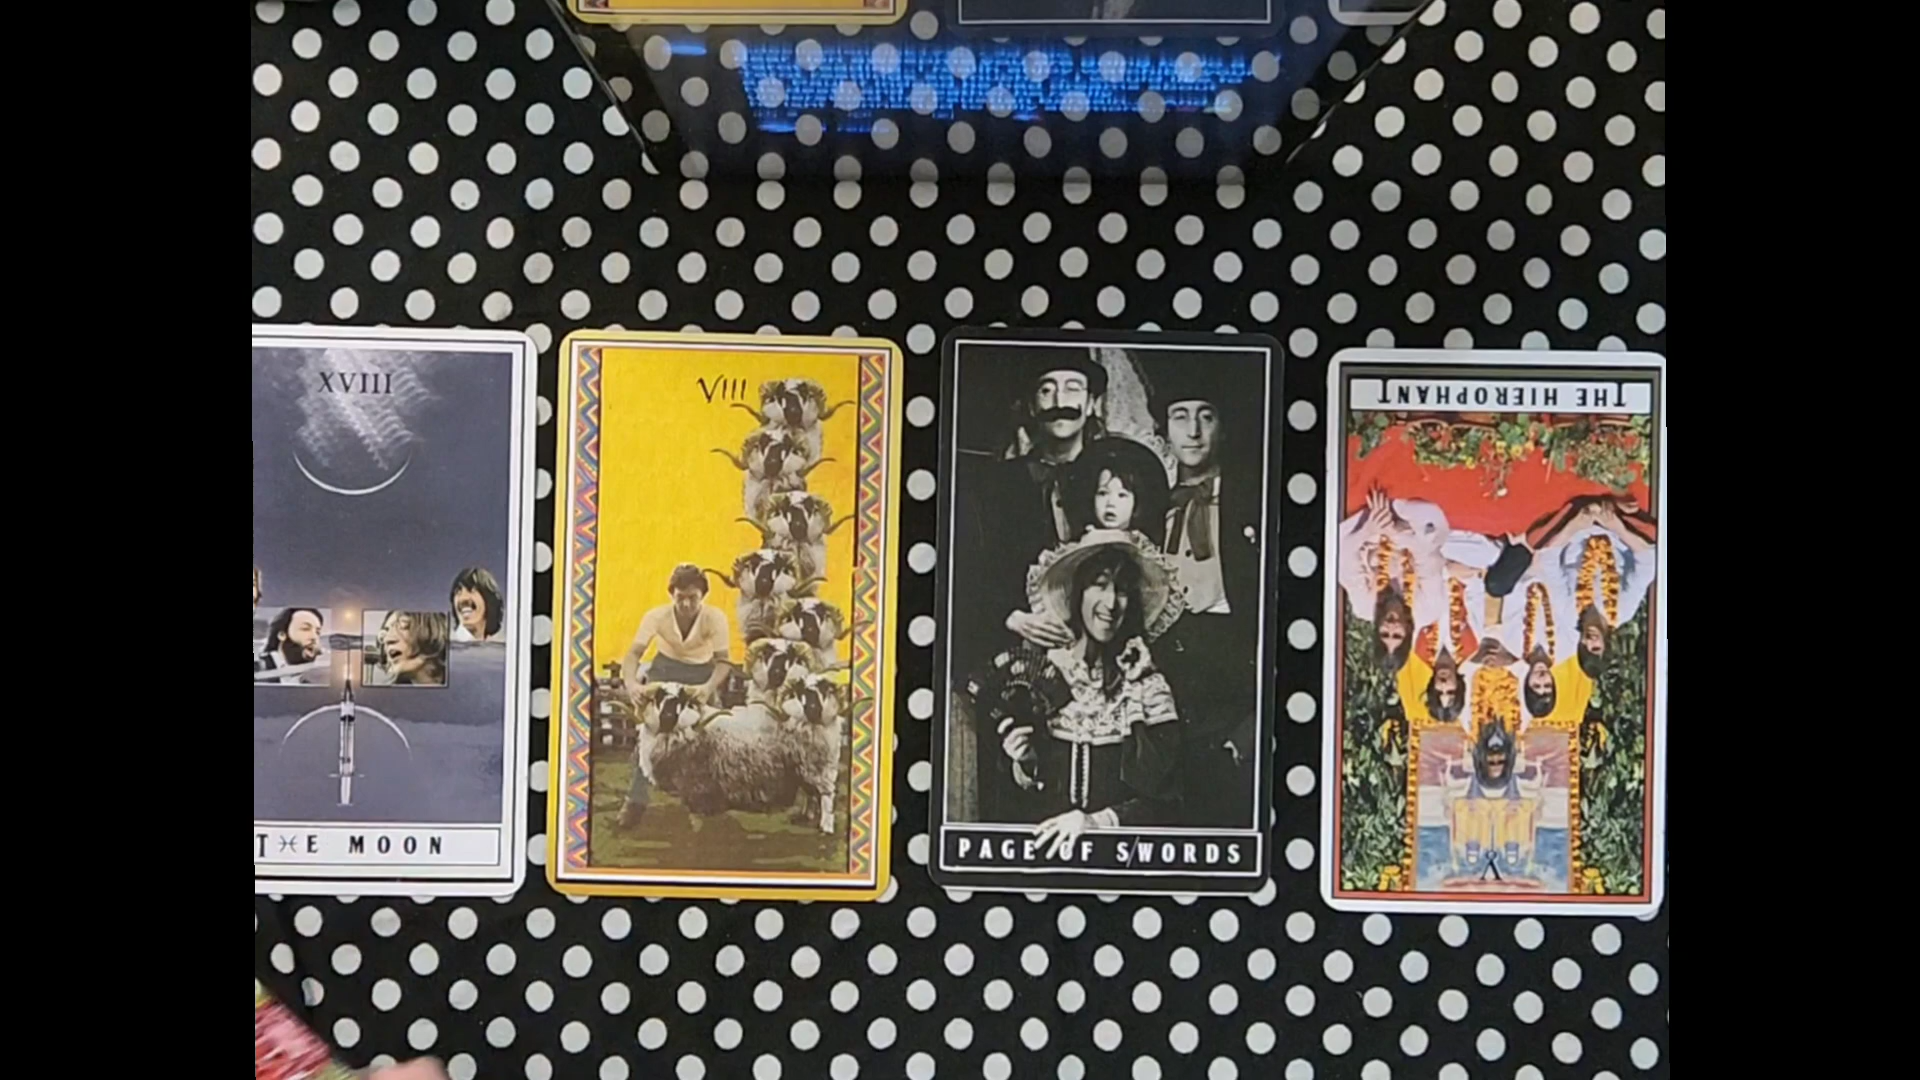 XVIII
THE MOON
VIII
PAGE OF SWORDS
THE HIEROPHANT
V